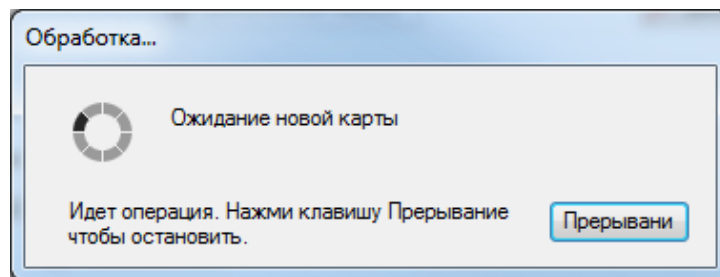 Обработка...
Ожидание новой карты
Идет операция. Нажми клавишу Прерывание
чтобы остановить.
Прерывани